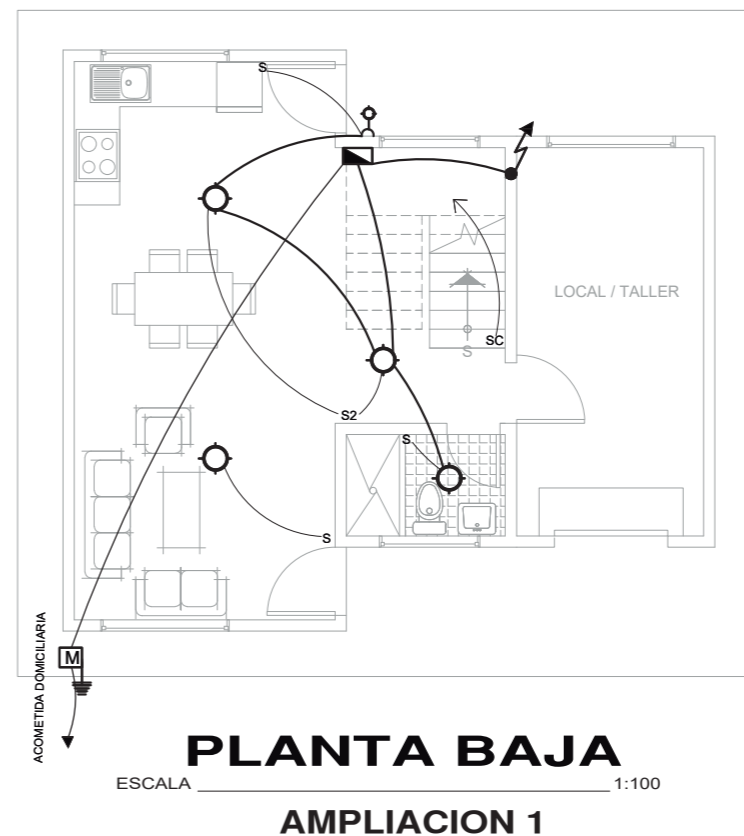 S
LOCAL / TALLER
SC
S
S2
S
S
M
ACOMETIDA DOMICILIARIA
PLANTA BAJA
ESCALA 1:100
AMPLIACION 1